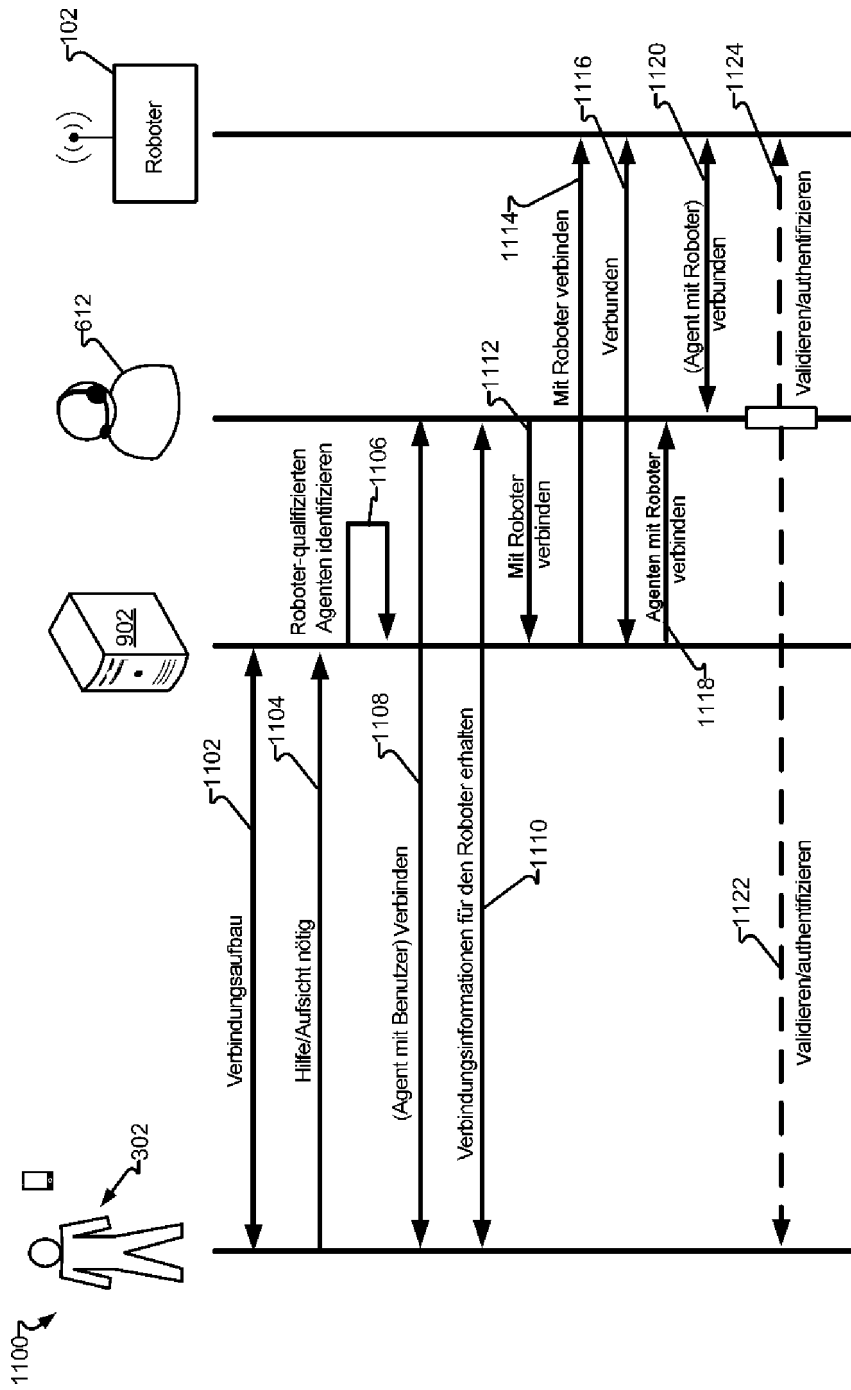 1100
302
902
612
Roboter
102
Verbindungsaufbau
1102
Hilfe/Aufsicht nötig
1104
Roboter-qualifizierten
Agenten identifizieren
1106
(Agent mit Benutzer) Verbinden
1108
Verbindungsinformationen für den Roboter erhalten
1110
Mit Roboter
verbinden
1112
Mit Roboter verbinden
1114
Verbunden
1116
Agenten mit Roboter
verbinden
1118
(Agent mit Roboter)
verbunden
1120
Validieren/authentifizieren
1122
Validieren/authentifizieren
1124